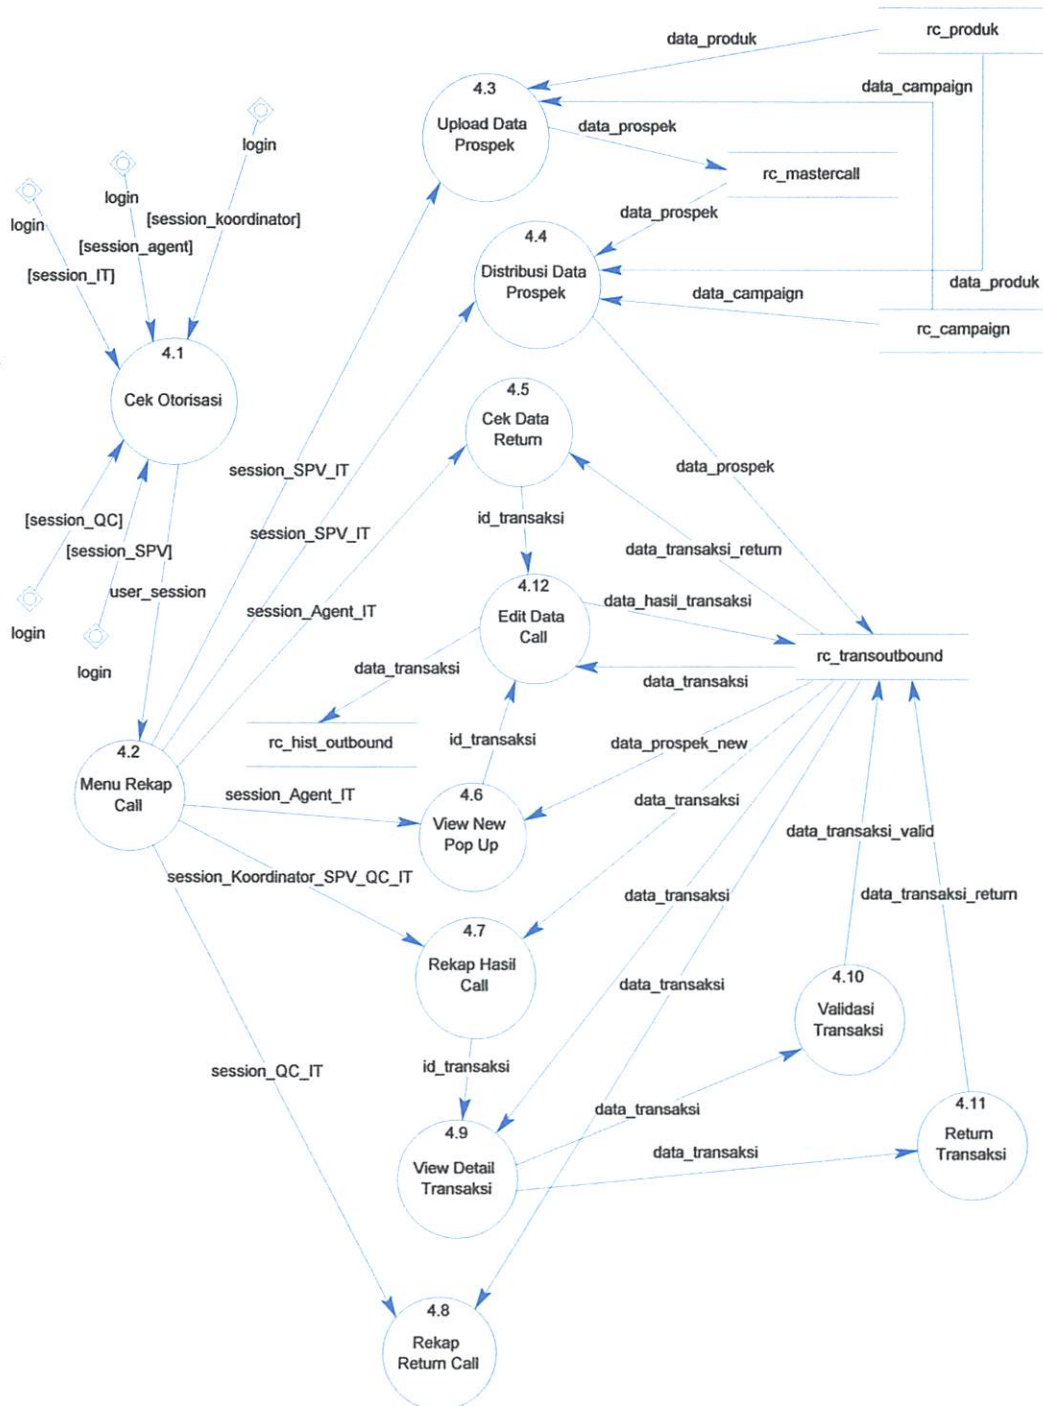 rc_produk
data_produk
4.3
Upload Data
Prospek
data_campaign
data_prospek
login
rc_mastercall
login
login
[session_koordinator]
data_prospek
4.4
Distribusi Data
Prospek
[session_agent]
[session_IT]
data_produk
data_campaign
rc_campaign
4.1
Cek Otorisasi
4.5
Cek Data
Return
session_SPV_IT
data_prospek
[session_QC]
id_transaksi
session_SPV_IT
[session_SPV]
data_transaksi_return
user_session
4.12
Edit Data
Call
session_Agent_IT
data_hasil_transaksi
login
login
rc_transoutbound
data_transaksi
data_transaksi
rc_hist_outbound
id_transaksi
data_prospek_new
4.2
Menu Rekap
Call
session_Agent_IT
4.6
View New
Pop Up
data_transaksi
data_transaksi_valid
session_Koordinator_SPV_QC_IT
data_transaksi
data_transaksi_return
4.7
Rekap Hasil
Call
data_transaksi
4.10
Validasi
Transaksi
session_QC_IT
id_transaksi
data_transaksi
4.11
Return
Transaksi
4.9
View Detail
Transaksi
data_transaksi
4.8
Rekap
Return Call